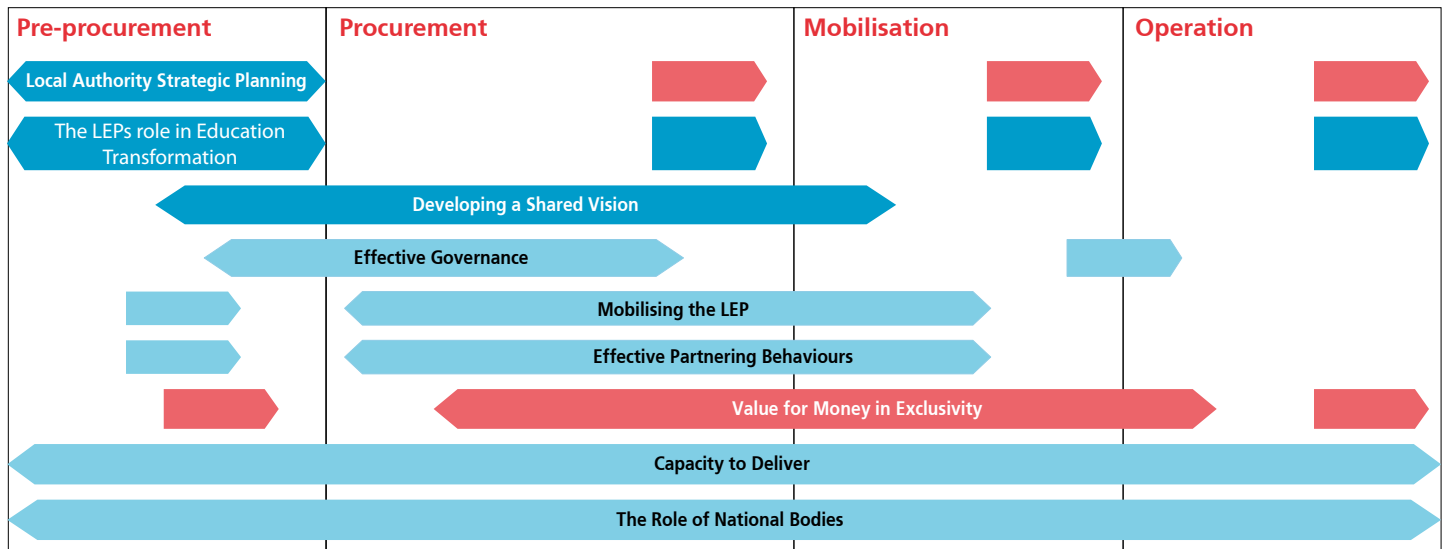 Pre-procurement
Procurement
Mobilisation
Operation
Local Authority Strategic Planning
The LEPs role in Education
Transformation
Developing a Shared Vision
Effective Governance
Mobilising the LEP
Effective Partnering Behaviours
Value for Money in Exclusivity
Capacity to Deliver
The Role of National Bodies